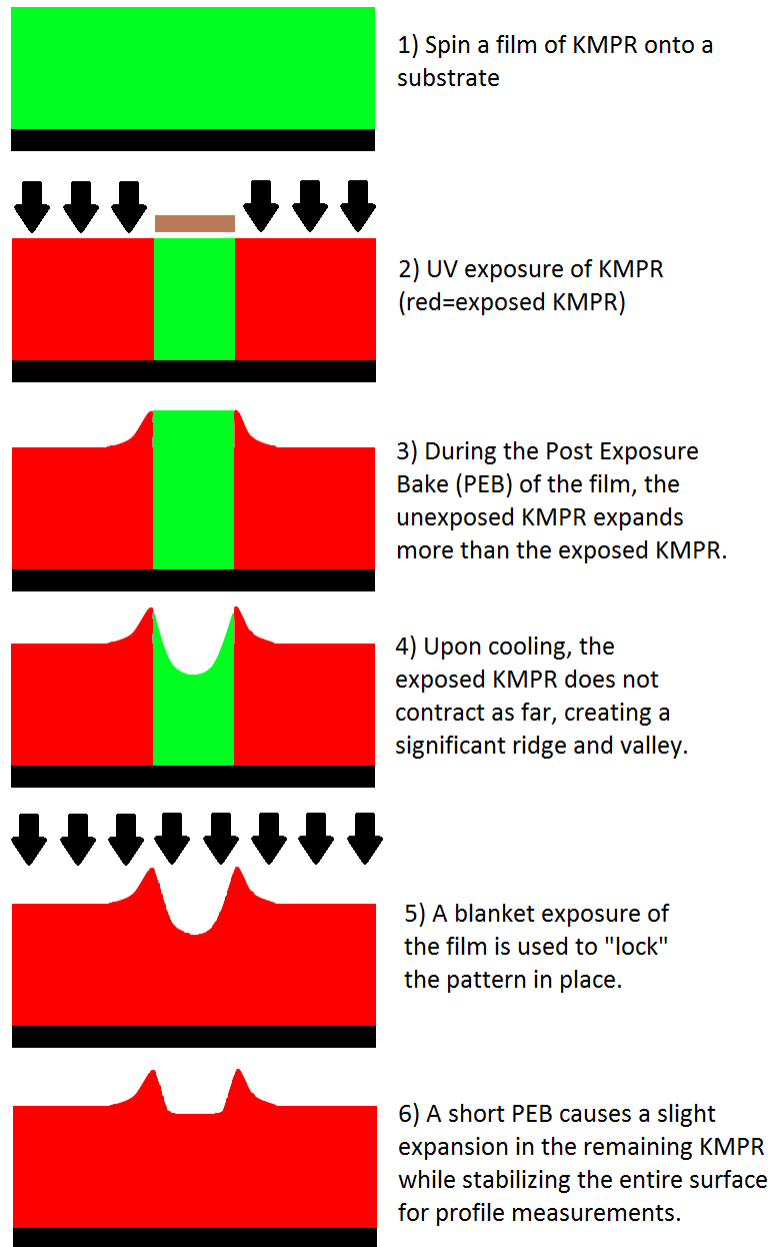 1) Spin a film of KMPR onto a
substrate
2) UV exposure of KMPR
(red=exposed KMPR)
3) During the Post Exposure
Bake (PEB) of the film, the
unexposed KMPR expands
more than the exposed KMPR.
4) Upon cooling, the
exposed KMPR does not
contract as far, creating a
significant ridge and valley.
5) A blanket exposure of
the film is used to "lock"
the pattern in place.
6) A short PEB causes a slight
expansion in the remaining KMPR
while stabilizing the entire surface
for profile measurements.